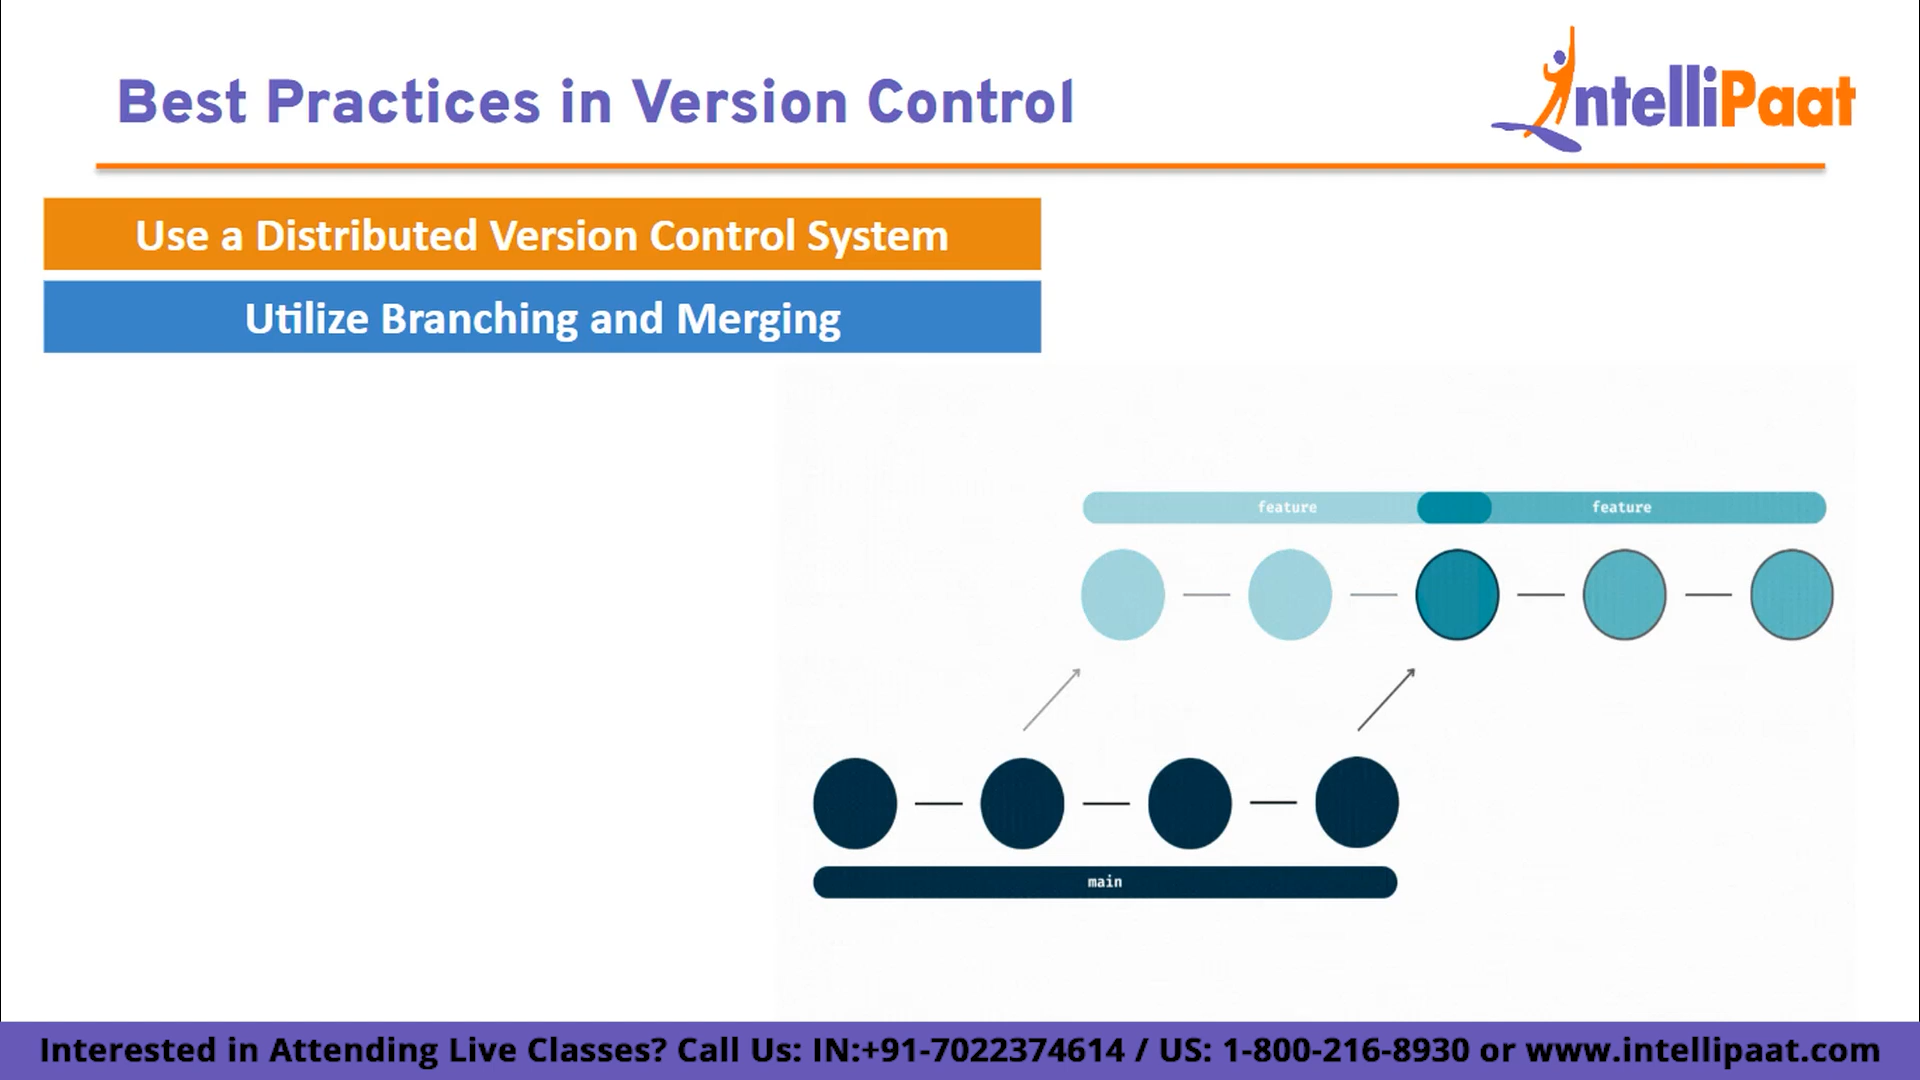 Best Practices in Version Control
IntelliPaat
Use a Distributed Version Control System
Utilize Branching and Merging
feature
feature
main
Interested in Attending Live Classes? Call Us: IN:+91-7022374614 / US: 1-800-216-8930 or www.intellipaat.com